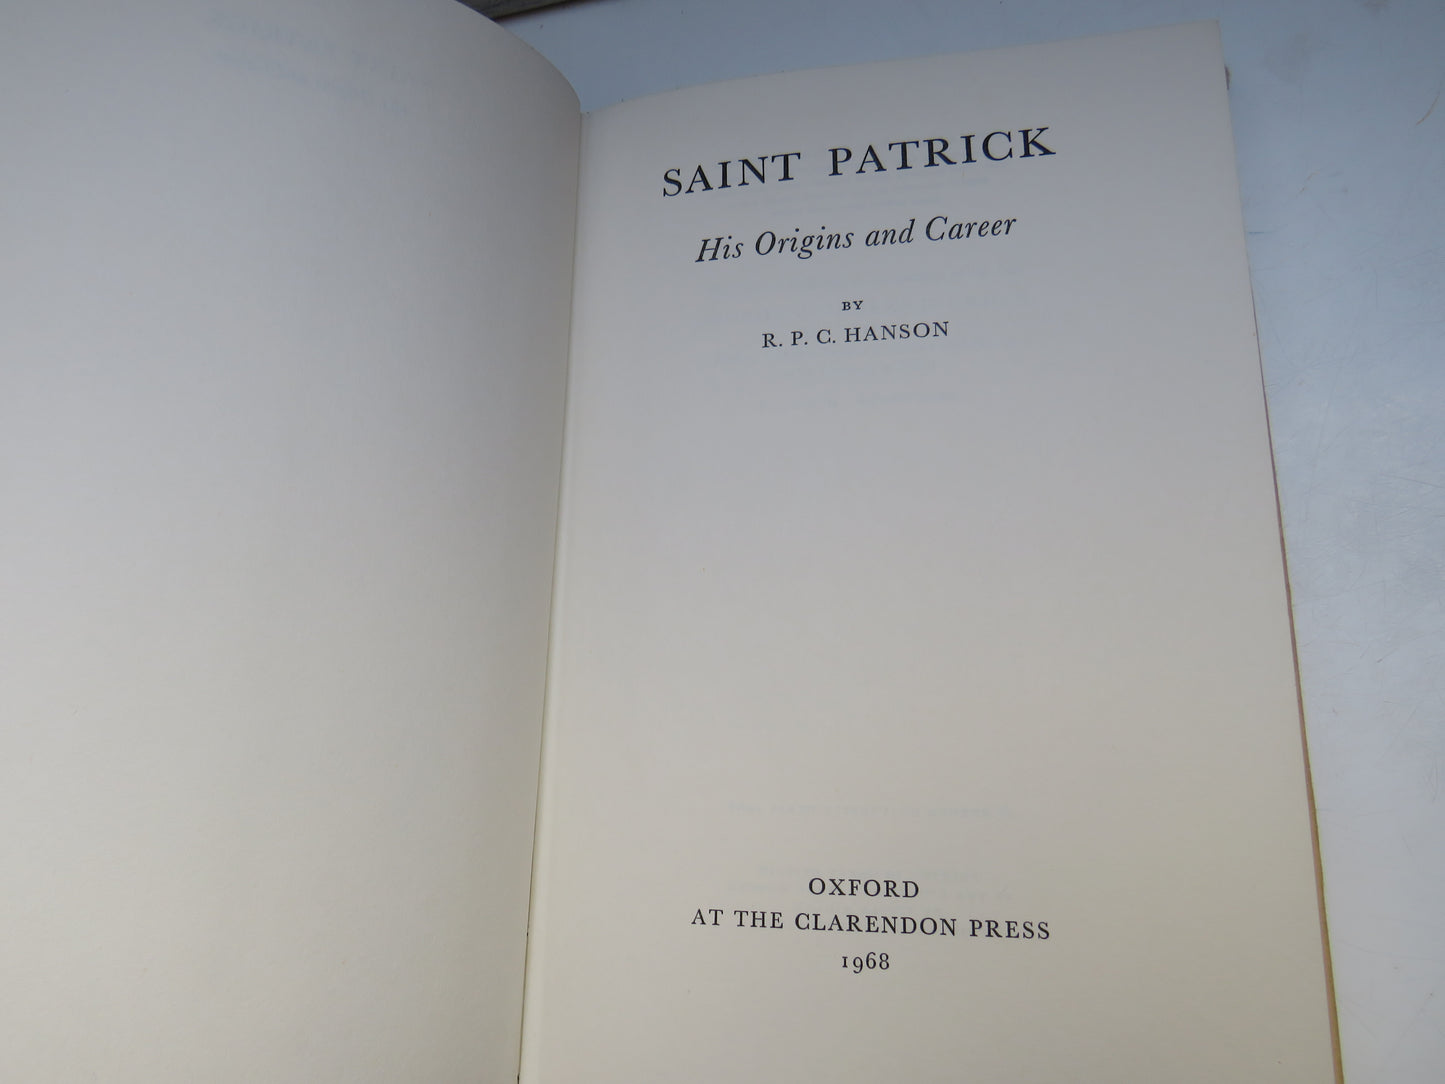 SAINT PATRICK
His Origins and Career
BY
R. P. C. HANSON
OXFORD
AT THE CLARENDON PRESS
1968